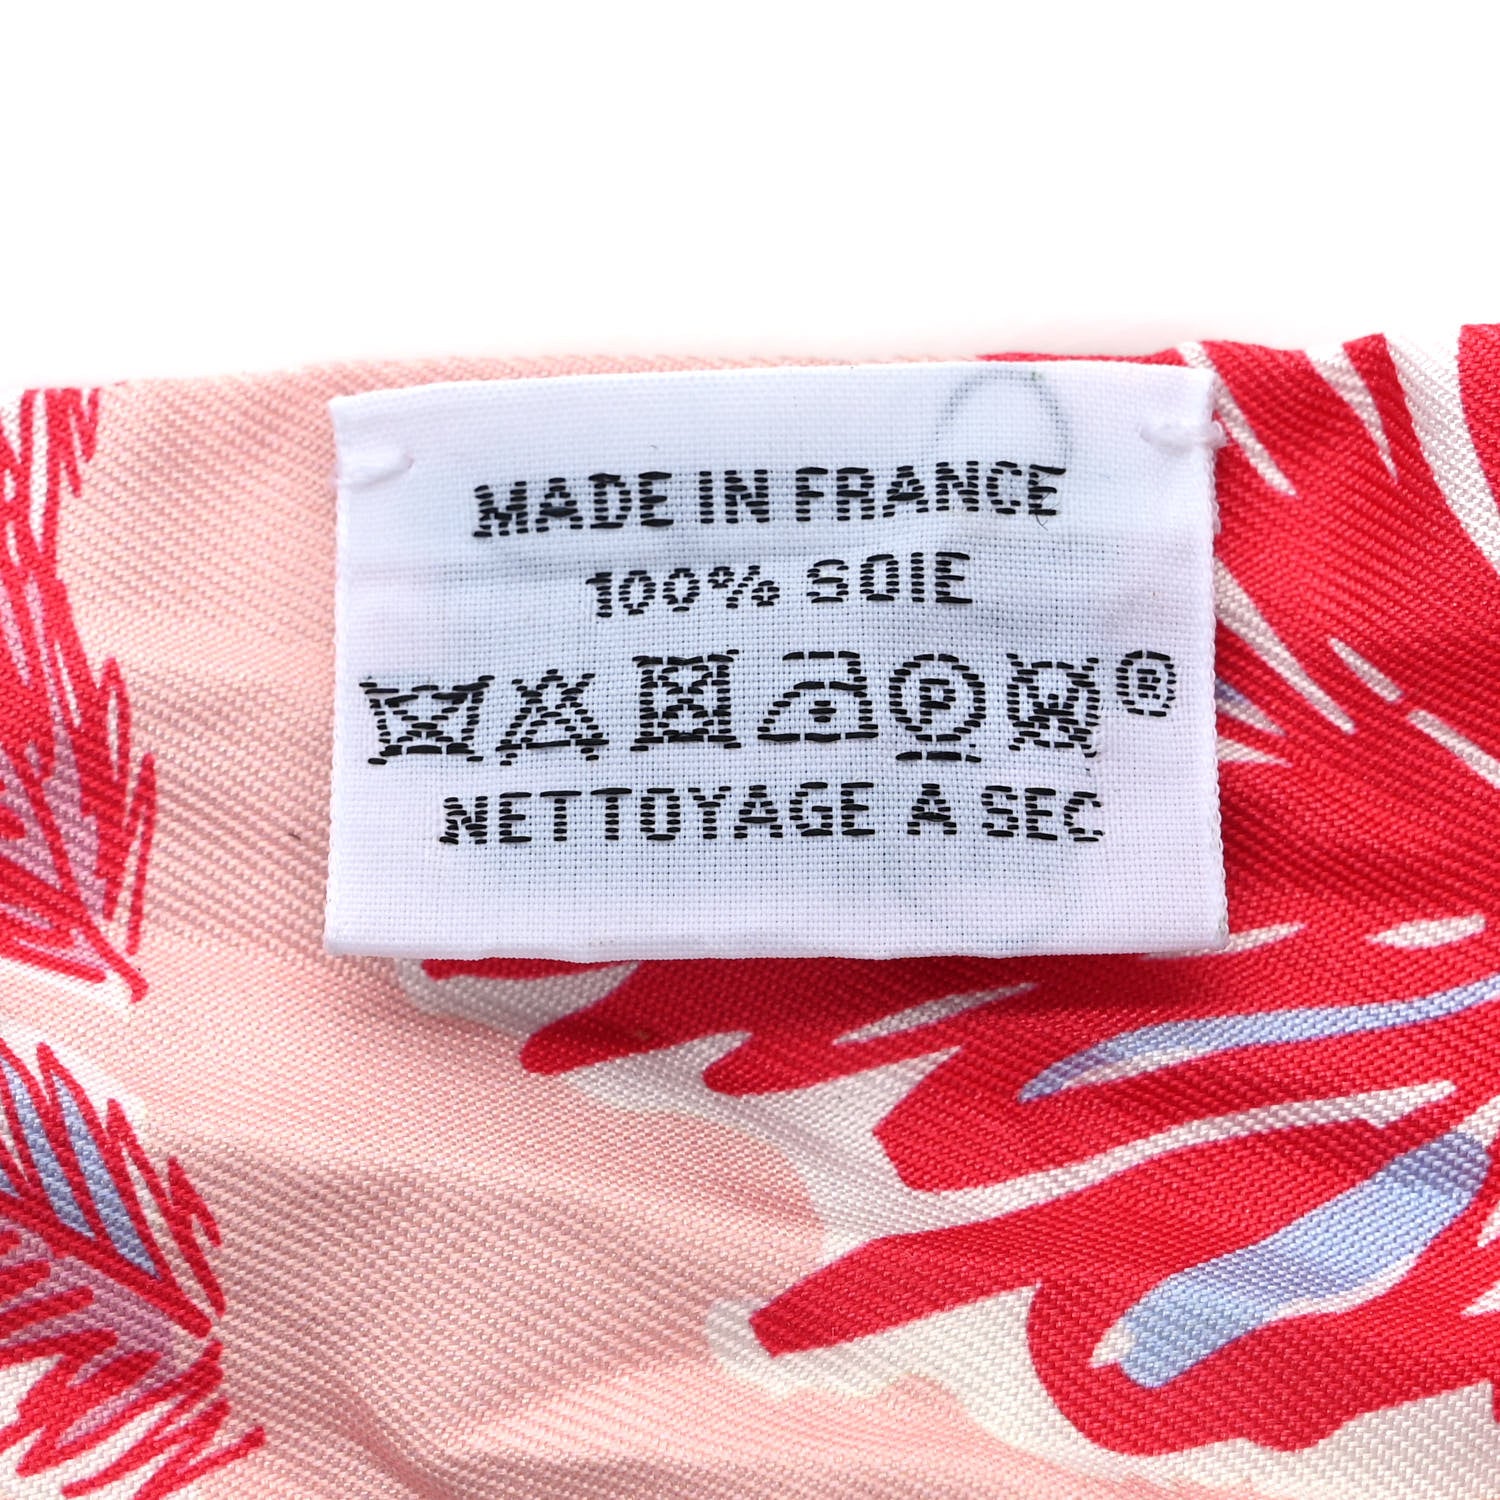 MADE IN FRANCE
100% SOIE
P W ®
NETTOYAGE A SEC